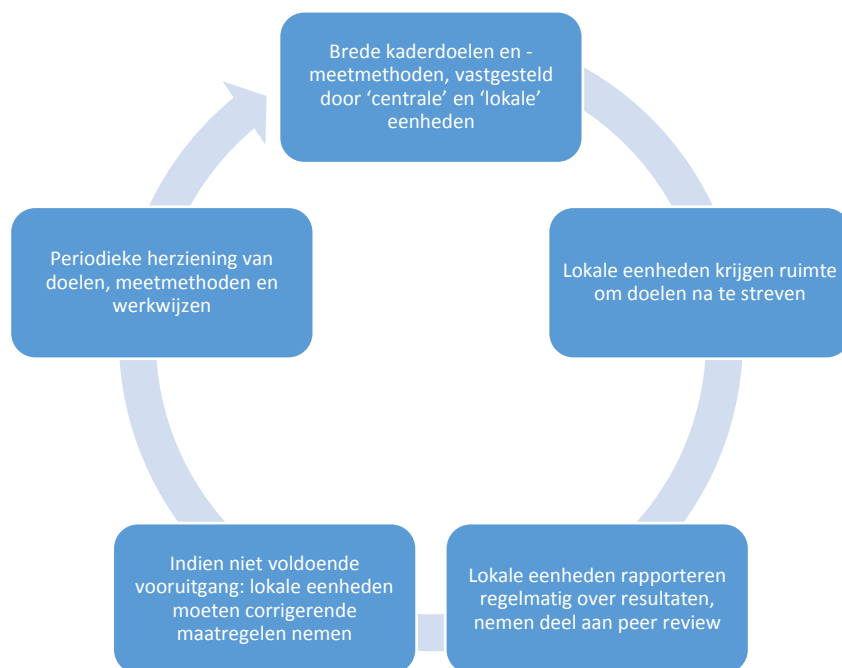 Brede kaderdoelen en -
meetmethoden, vastgesteld
door ‘centrale’ en ‘lokale’
eenheden
Lokale eenheden krijgen ruimte
om doelen na te streven
Lokale eenheden rapporteren
regelmatig over resultaten,
nemen deel aan peer review
Indien niet voldoende
vooruitgang: lokale eenheden
moeten corrigerende
maatregelen nemen
Periodieke herziening van
doelen, meetmethoden en
werkwijzen